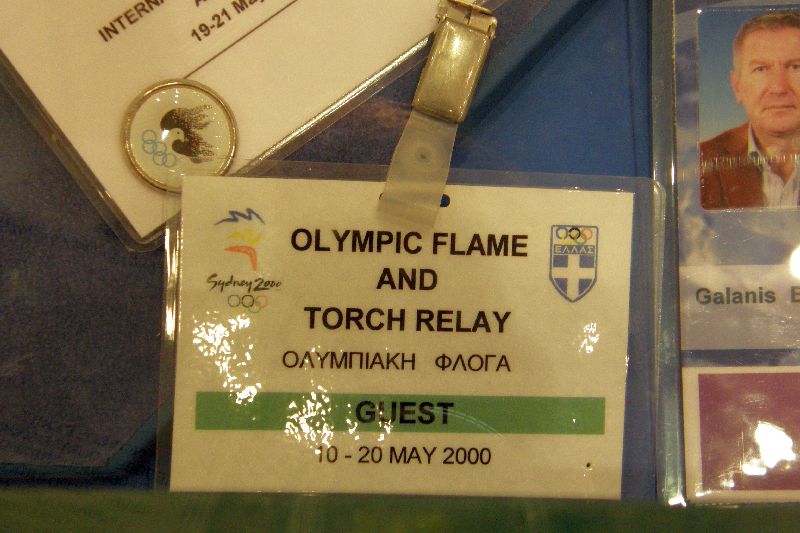 INTERN
19-21 May
Sydney 2000
OLYMPIC FLAME
AND
TORCH RELAY
ΕΛΛΑΣ
ΟΛΥΜΠΙΑΚΗ ΦΛΟΓΑ
GUEST
10 - 20 MAY 2000
Galanis